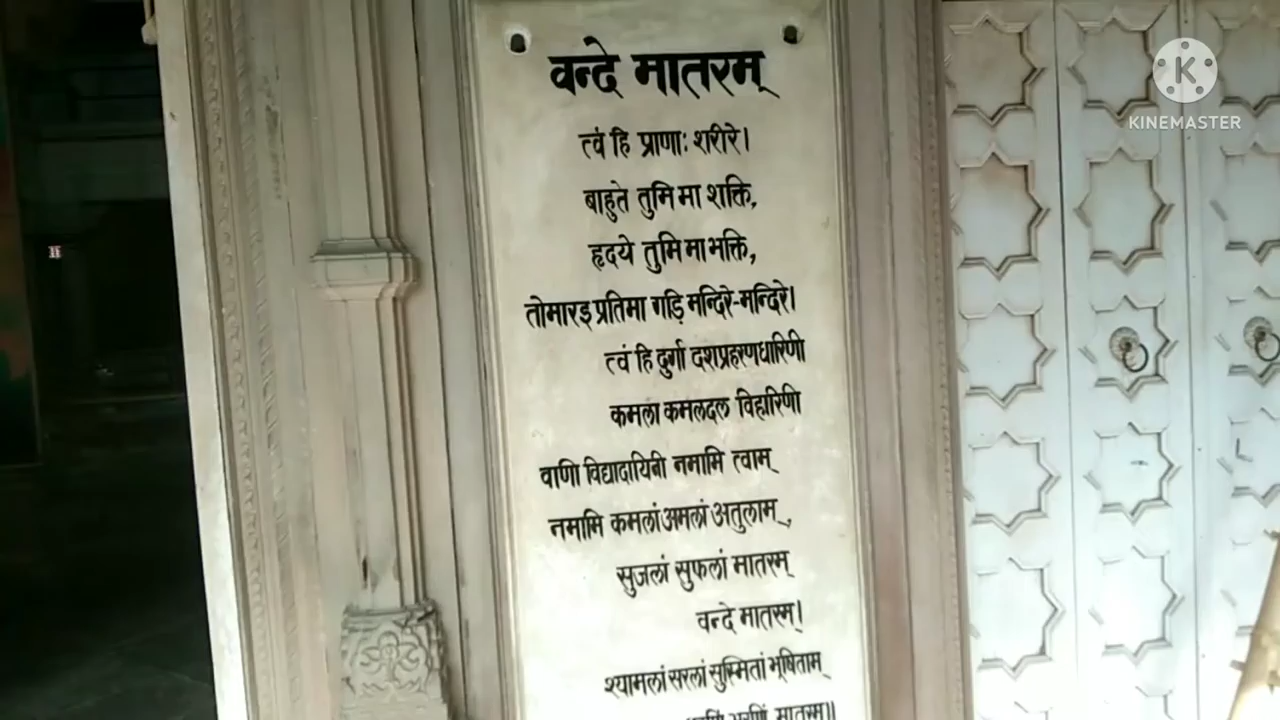 वन्दे मातरम्
त्वं हि प्राणाः शरीरे।
बाहुते तुमि मा शक्ति,
हृदये तुमि मा भक्ति,
तोमारइ प्रतिमा गड़ि मन्दिरे-मन्दिरे।
त्वं हि दुर्गा दशप्रहरणधारिणी
कमला कमलदल विहारिणी
वाणी विद्यादायिनी नमामि त्वाम्
नमामि कमलां अमलां अतुलाम्,
सुजलां सुफलां मातरम्
वन्दे मातरम्।
श्यामलां सरलां सुस्मितां भूषिताम्
मातरम्॥
KINEMASTER